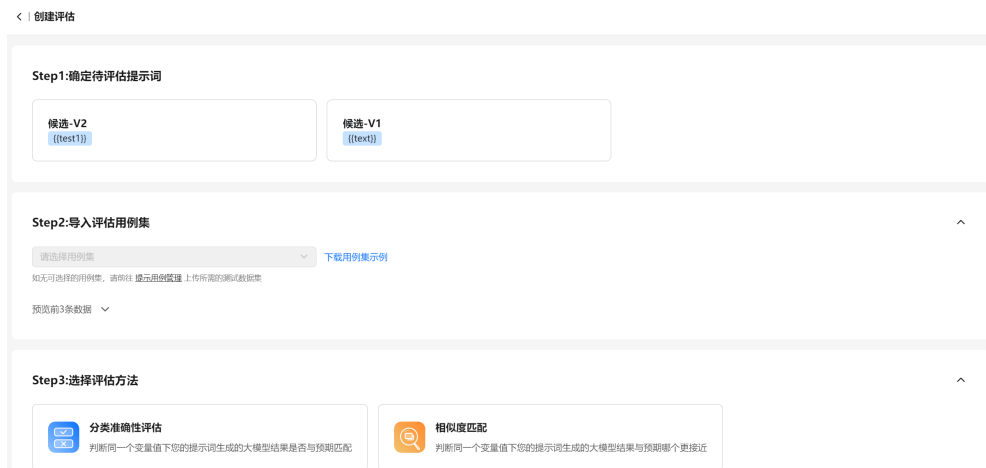 创建评估
Step1:确定待评估提示词
候选-V2
{{test1}}
候选-V1
{{text}}
Step2:导入评估用例集
请选择用例集
下载用例集示例
如无可选择的用例集，请前往 提示用例管理 上传所需的测试数据集
预览前3条数据
Step3:选择评估方法
分类准确性评估
判断同一个变量值下您的提示词生成的大模型结果是否与预期匹配
相似度匹配
判断同一个变量值下您的提示词生成的大模型结果与预期哪个更接近